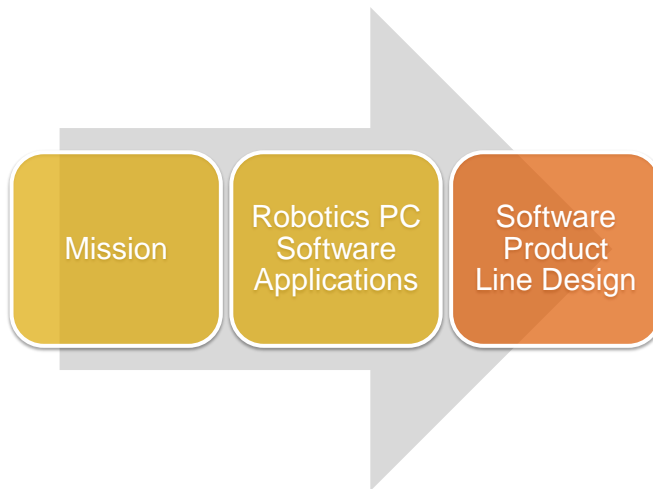 Mission
Robotics PC
Software
Applications
Software
Product
Line Design